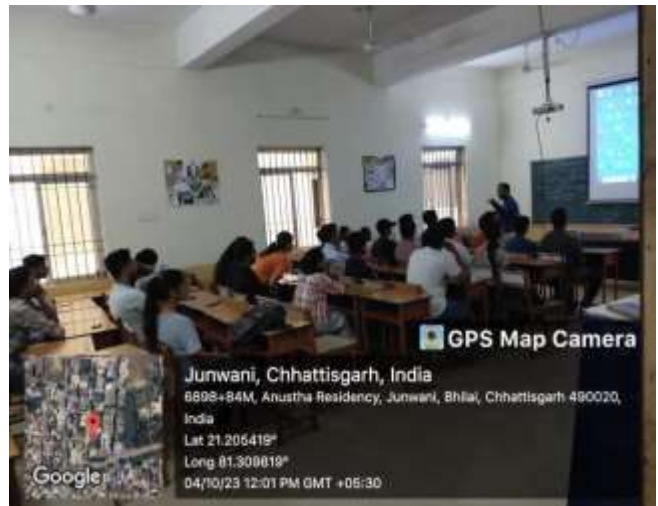 GPS Map Camera
Junwani, Chhattisgarh, India
6898+84M, Anustha Residency, Junwani, Bhilai, Chhattisgarh 490020,
India
Lat 21.205419°
Long 81.309619°
04/10/23 12:01 PM GMT +05:30
Google